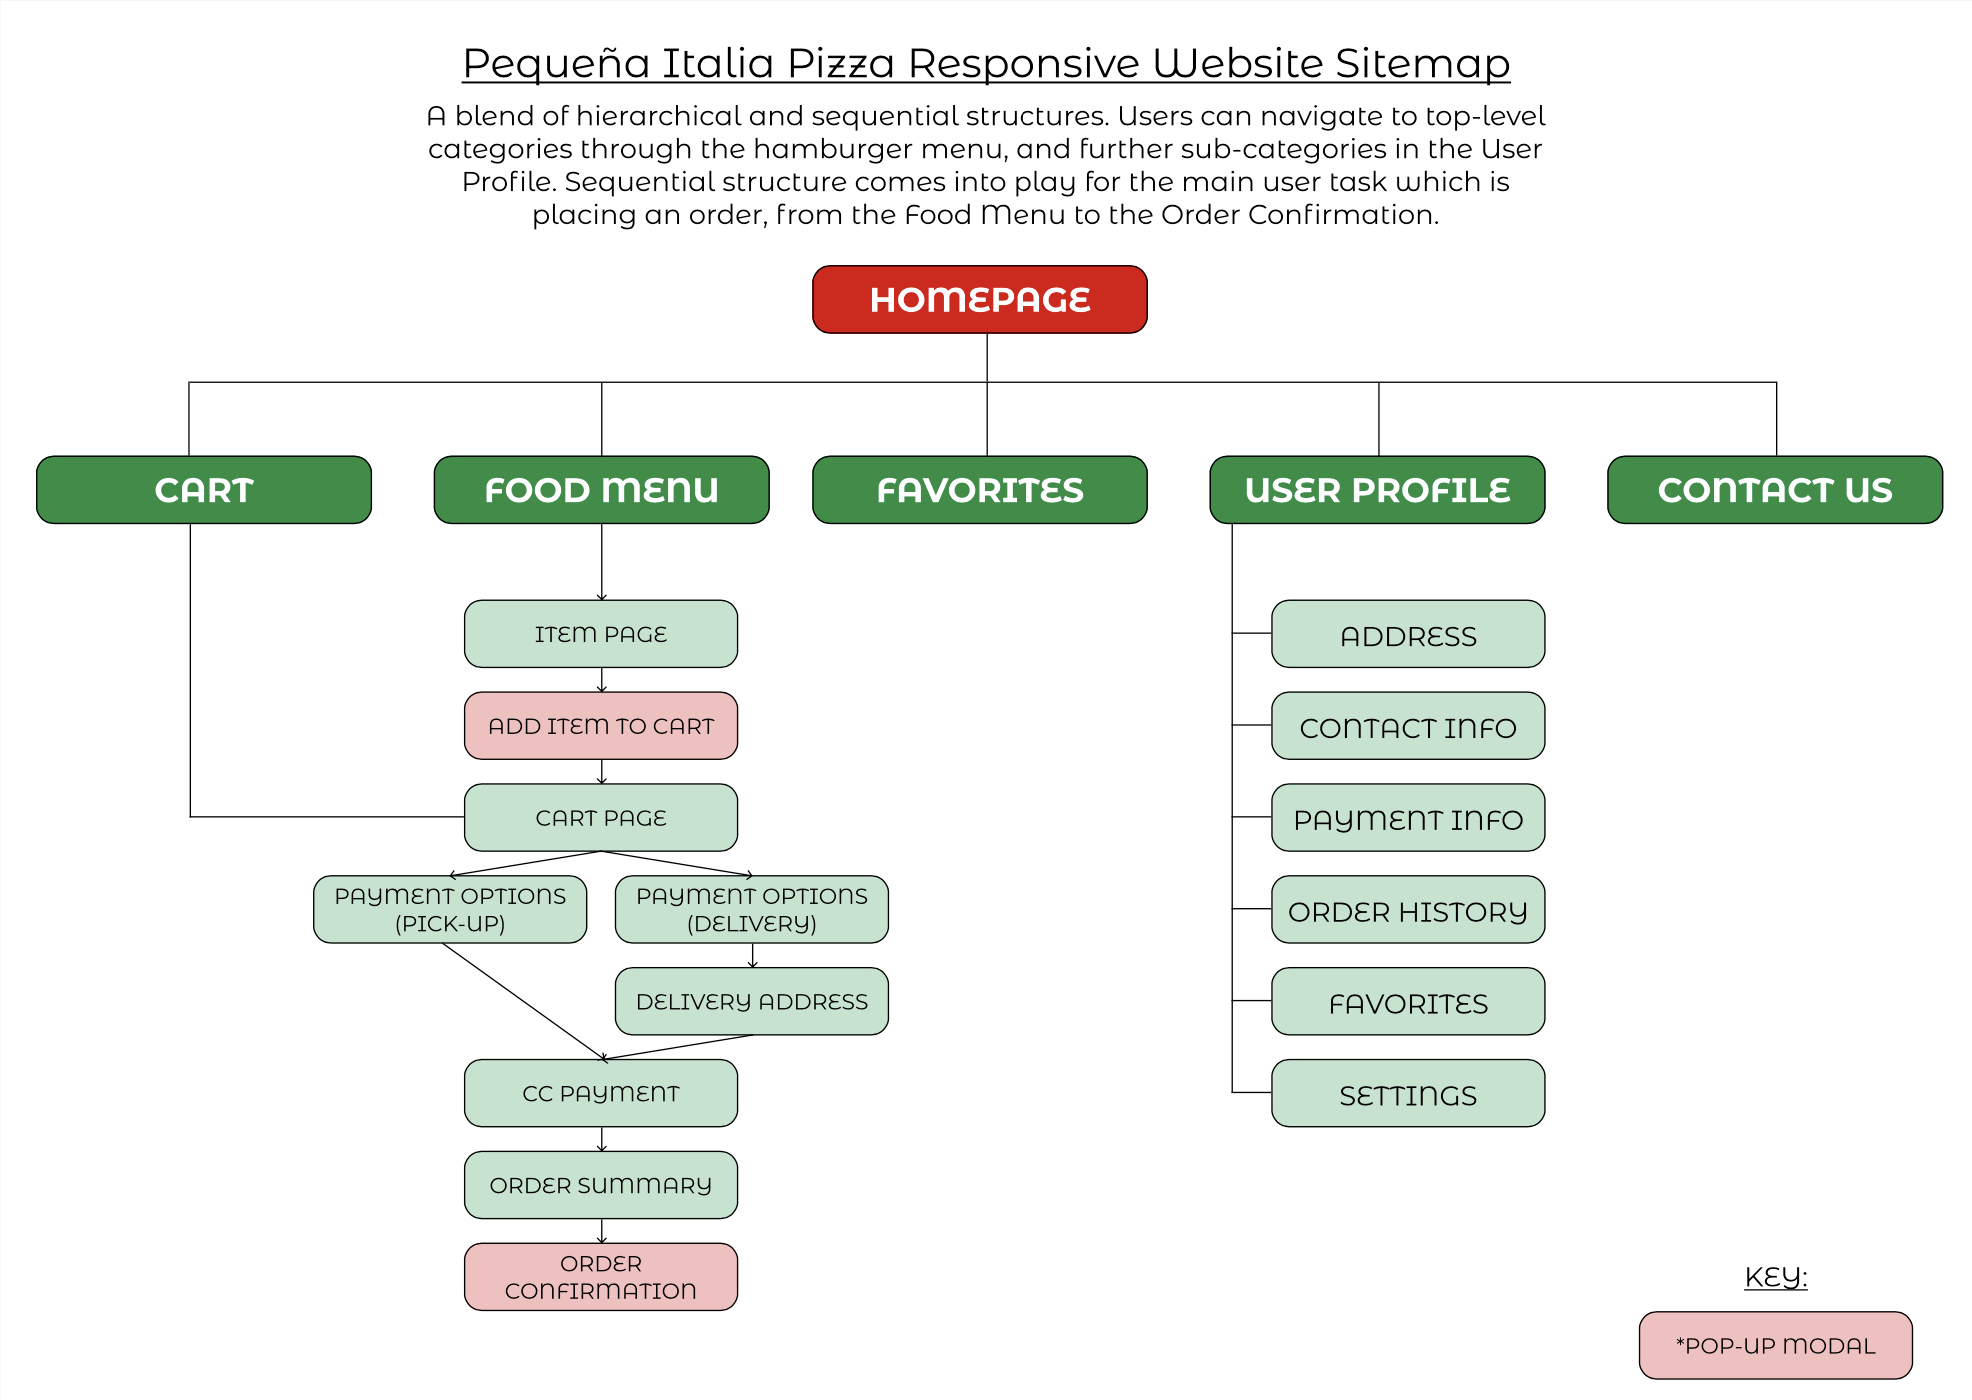 Pequeña Italia Pizza Responsive Website Sitemap
A blend of hierarchical and sequential structures. Users can navigate to top-level
categories through the hamburger menu, and further sub-categories in the User
Profile. Sequential structure comes into play for the main user task which is
placing an order, from the Food Menu to the Order Confirmation.
HOMEPAGE
CART
FOOD MENU
FAVORITES
USER PROFILE
CONTACT US
ITEM PAGE
ADD ITEM TO CART
CART PAGE
PAYMENT OPTIONS
(PICK-UP)
PAYMENT OPTIONS
(DELIVERY)
DELIVERY ADDRESS
CC PAYMENT
ORDER SUMMARY
ORDER
CONFIRMATION
ADDRESS
CONTACT INFO
PAYMENT INFO
ORDER HISTORY
FAVORITES
SETTINGS
KEY:
*POP-UP MODAL